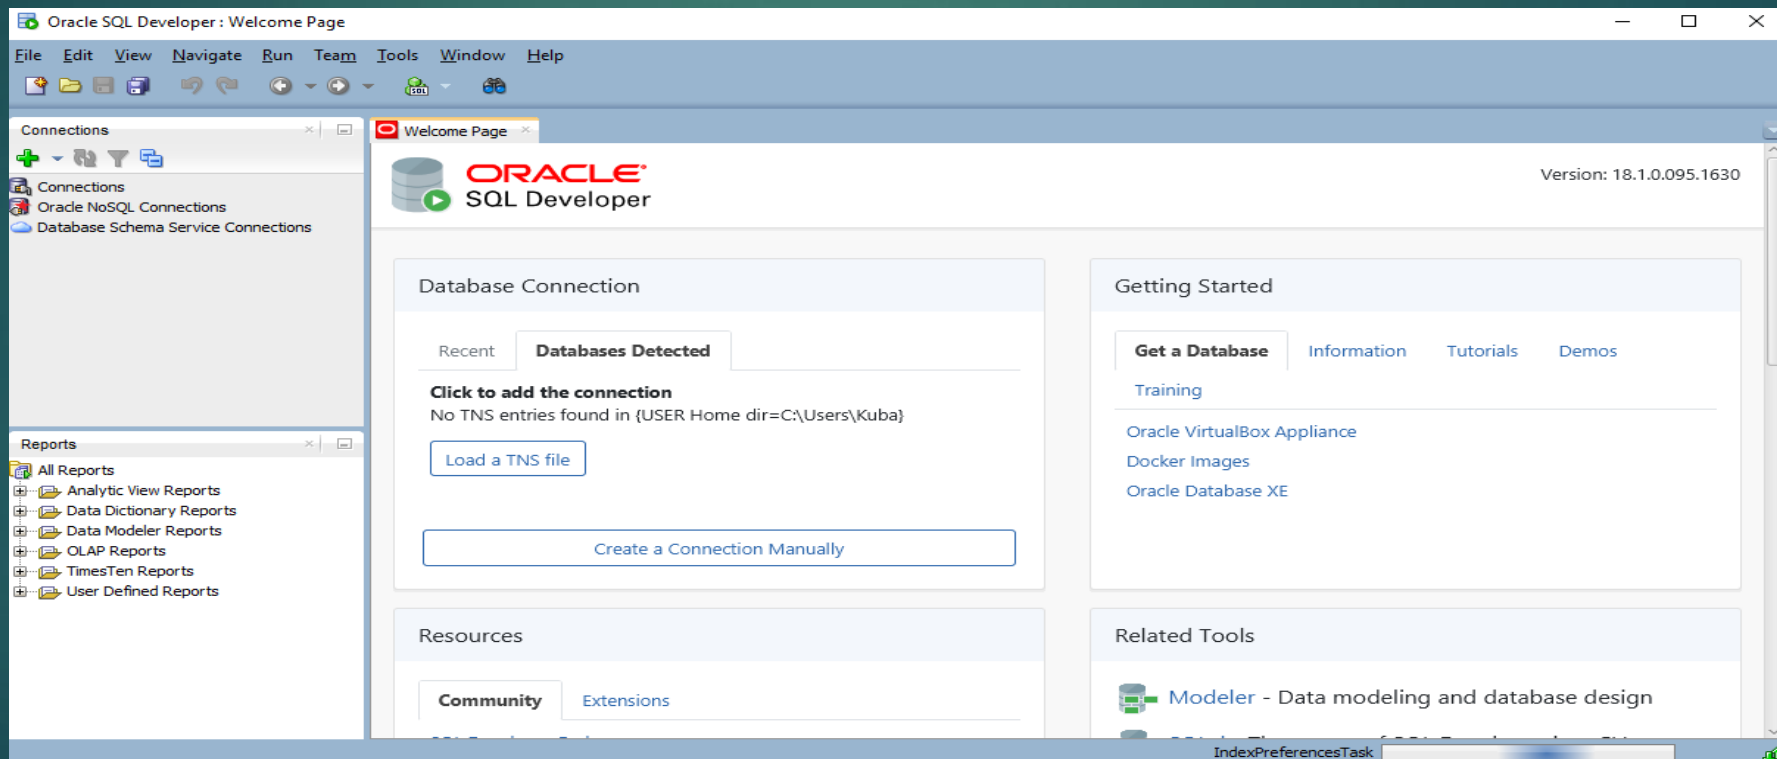 Oracle SQL Developer : Welcome Page
File Edit View Navigate Run Team Tools Window Help
SQL
Connections
Connections
Oracle NoSQL Connections
Database Schema Service Connections
Reports
All Reports
Analytic View Reports
Data Dictionary Reports
Data Modeler Reports
OLAP Reports
TimesTen Reports
User Defined Reports
Welcome Page
ORACLE
SQL Developer
Version: 18.1.0.095.1630
Database Connection
Recent Databases Detected
Click to add the connection
No TNS entries found in {USER Home dir=C:\Users\Kuba}
Load a TNS file
Create a Connection Manually
Getting Started
Get a Database Information Tutorials Demos
Training
Oracle VirtualBox Appliance
Docker Images
Oracle Database XE
Resources
Community Extensions
Related Tools
Modeler - Data modeling and database design
IndexPreferencesTask